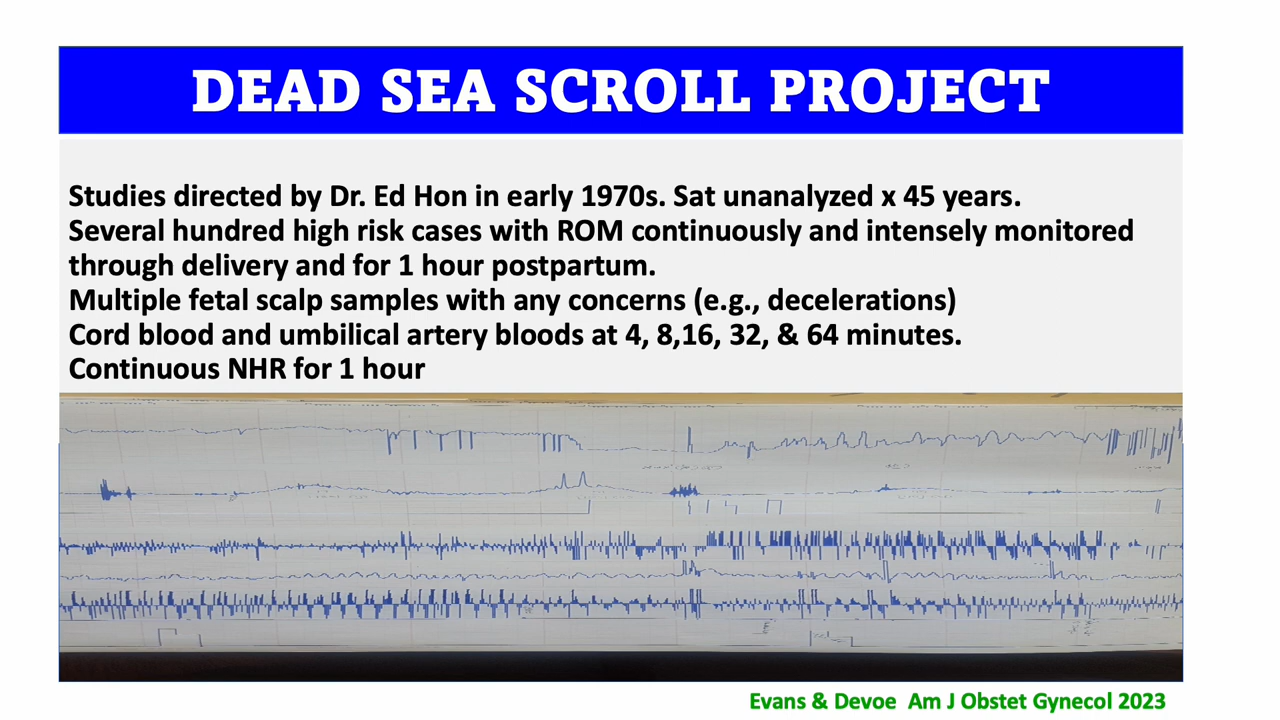 DEAD SEA SCROLL PROJECT
Studies directed by Dr. Ed Hon in early 1970s. Sat unanalyzed x 45 years.
Several hundred high risk cases with ROM continuously and intensely monitored
through delivery and for 1 hour postpartum.
Multiple fetal scalp samples with any concerns (e.g., decelerations)
Cord blood and umbilical artery bloods at 4, 8,16, 32, & 64 minutes.
Continuous NHR for 1 hour
Evans & Devoe  Am J Obstet Gynecol 2023